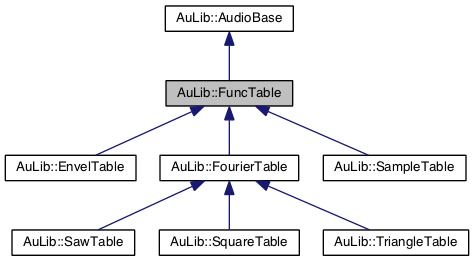 AuLib::AudioBase
AuLib::FuncTable
AuLib::EnvelTable
AuLib::FourierTable
AuLib::SampleTable
AuLib::SawTable
AuLib::SquareTable
AuLib::TriangleTable